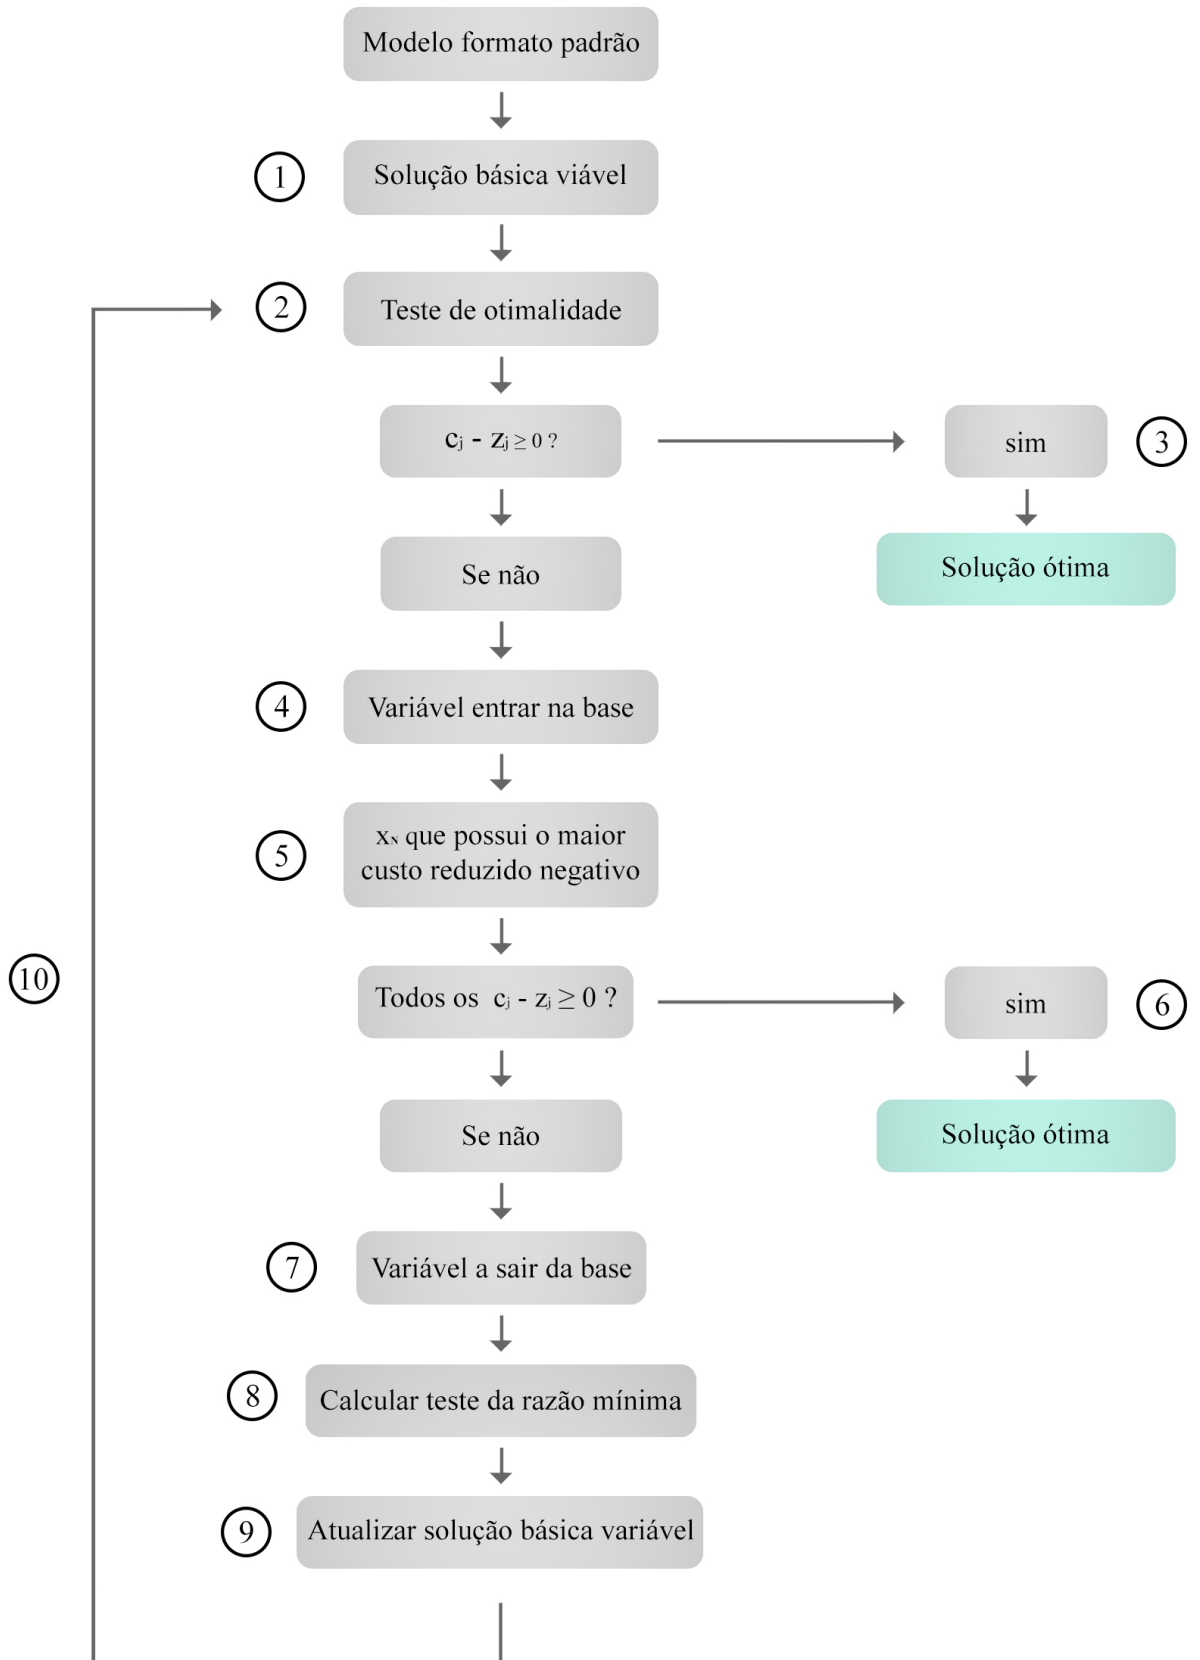 Modelo formato padrão
1
Solução básica viável
2
Teste de otimalidade
cⱼ - zⱼ ≥ 0 ?
sim
3
Se não
Solução ótima
4
Variável entrar na base
5
xₙ que possui o maior
custo reduzido negativo
10
Todos os cⱼ - zⱼ ≥ 0 ?
sim
6
Se não
Solução ótima
7
Variável a sair da base
8
Calcular teste da razão mínima
9
Atualizar solução básica variável